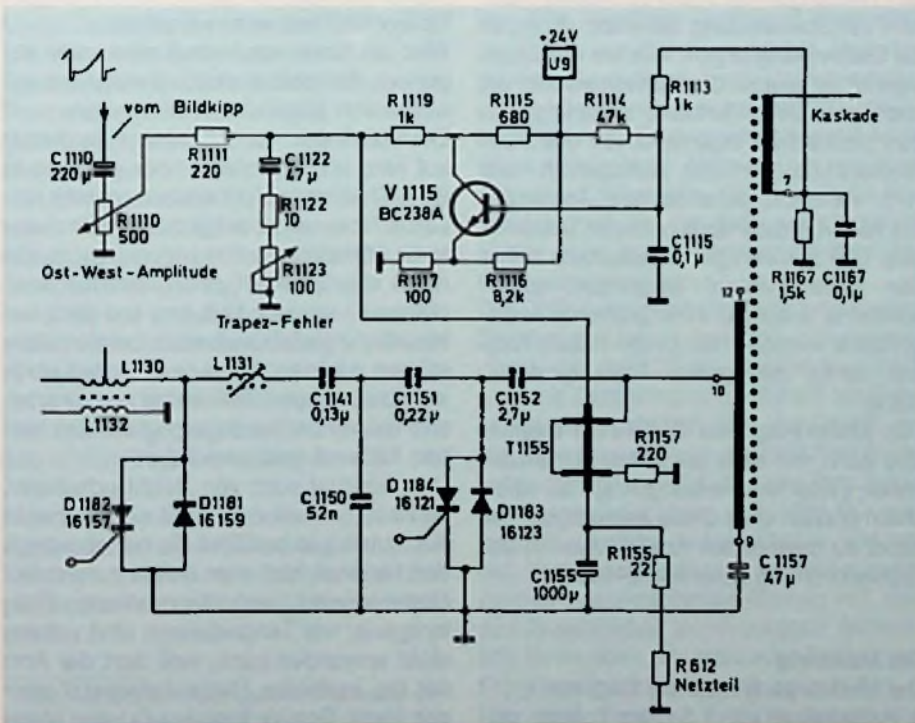 +24V
U9
vom Bildkipp
C1110
220µ
R1111
220
R1110
500
Ost-West-Amplitude
C1122
47µ
R1122
10
R1123
100
Trapez-Fehler
R1119
1k
R1115
680
R1114
47k
R1113
1k
Kaskade
V1115
BC238A
R1117
100
R1116
8,2k
C1115
0,1µ
R1167
1,5k
C1167
0,1µ
12
L1130
L1132
L1131
C1141
0,13µ
C1151
0,22µ
C1152
2,7µ
10
T1155
R1157
220
D1182
16157
D1181
16159
C1150
52n
D1184
16121
D1183
16123
C1155
1000µ
R1155
22
9
C1157
47µ
R612
Netzteil